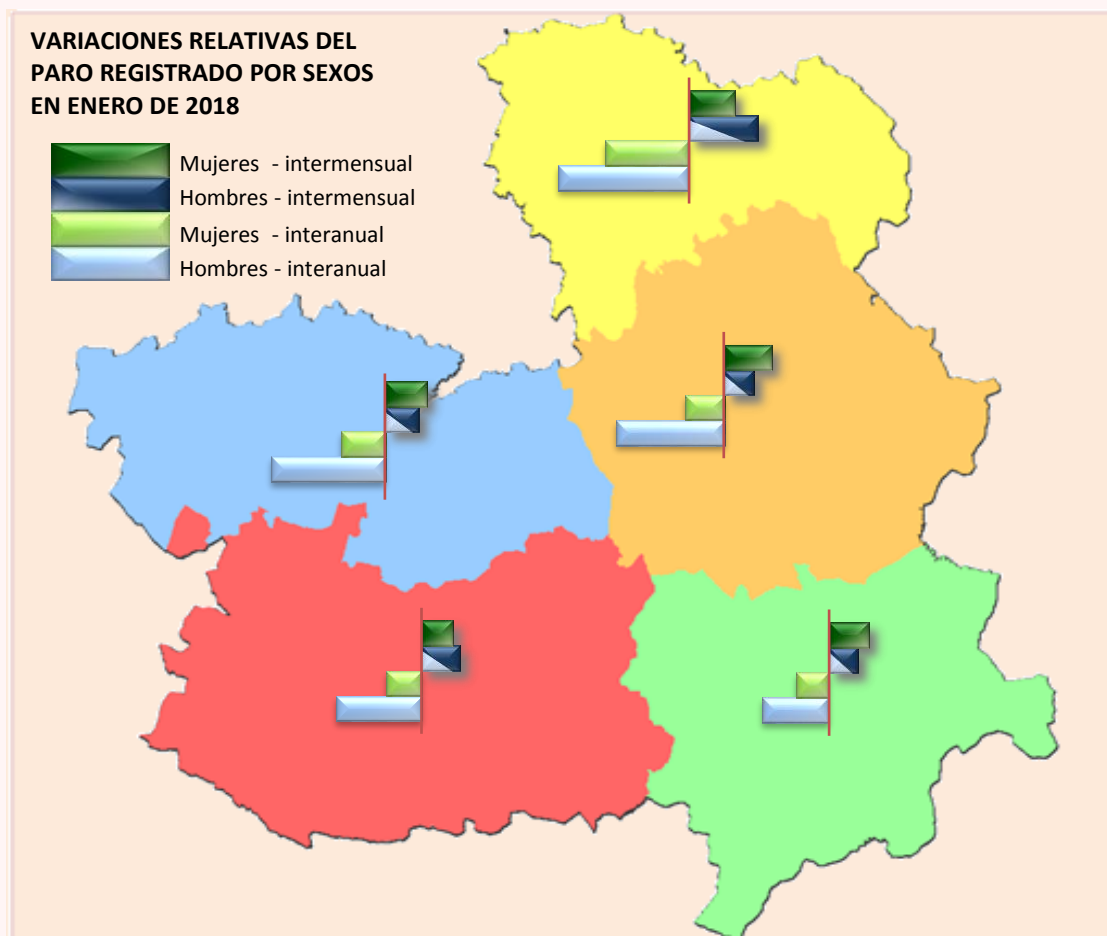 VARIACIONES RELATIVAS DEL
PARO REGISTRADO POR SEXOS
EN ENERO DE 2018
Mujeres - intermensual
Hombres - intermensual
Mujeres - interanual
Hombres - interanual